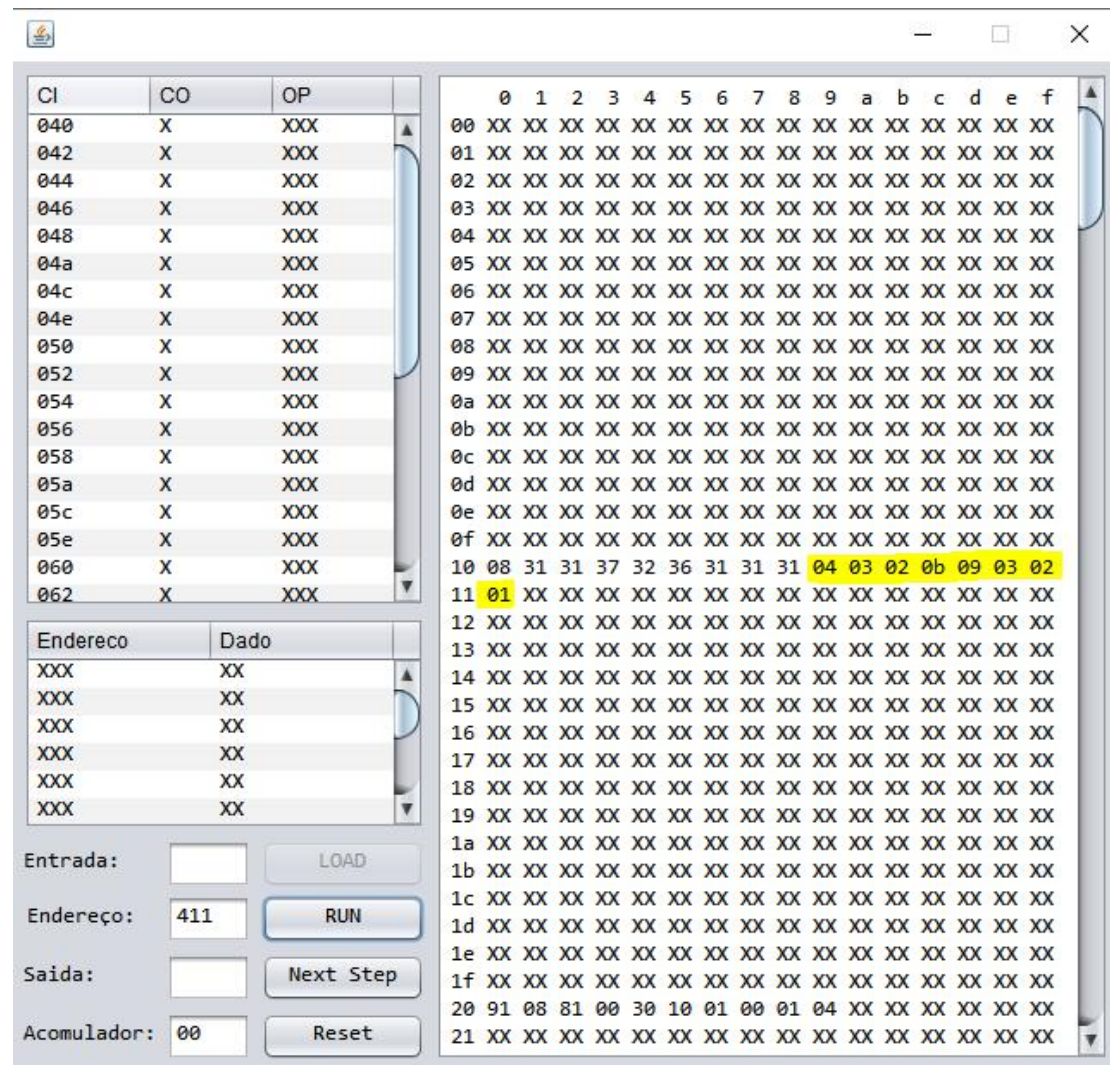 CI CO OP
040 X XXX
042 X XXX
044 X XXX
046 X XXX
048 X XXX
04a X XXX
04c X XXX
04e X XXX
050 X XXX
052 X XXX
054 X XXX
056 X XXX
058 X XXX
05a X XXX
05c X XXX
05e X XXX
060 X XXX
062 X XXX
Endereco Dado
XXX XX
XXX XX
XXX XX
XXX XX
XXX XX
XXX XX
Entrada: LOAD
Endereço: 411 RUN
Saida: Next Step
Acomulador: 00 Reset
0 1 2 3 4 5 6 7 8 9 a b c d e f
00 XX XX XX XX XX XX XX XX XX XX XX XX XX XX XX XX
01 XX XX XX XX XX XX XX XX XX XX XX XX XX XX XX XX
02 XX XX XX XX XX XX XX XX XX XX XX XX XX XX XX XX
03 XX XX XX XX XX XX XX XX XX XX XX XX XX XX XX XX
04 XX XX XX XX XX XX XX XX XX XX XX XX XX XX XX XX
05 XX XX XX XX XX XX XX XX XX XX XX XX XX XX XX XX
06 XX XX XX XX XX XX XX XX XX XX XX XX XX XX XX XX
07 XX XX XX XX XX XX XX XX XX XX XX XX XX XX XX XX
08 XX XX XX XX XX XX XX XX XX XX XX XX XX XX XX XX
09 XX XX XX XX XX XX XX XX XX XX XX XX XX XX XX XX
0a XX XX XX XX XX XX XX XX XX XX XX XX XX XX XX XX
0b XX XX XX XX XX XX XX XX XX XX XX XX XX XX XX XX
0c XX XX XX XX XX XX XX XX XX XX XX XX XX XX XX XX
0d XX XX XX XX XX XX XX XX XX XX XX XX XX XX XX XX
0e XX XX XX XX XX XX XX XX XX XX XX XX XX XX XX XX
0f XX XX XX XX XX XX XX XX XX XX XX XX XX XX XX XX
10 08 31 31 37 32 36 31 31 31 04 03 02 0b 09 03 02
11 01 XX XX XX XX XX XX XX XX XX XX XX XX XX XX XX
12 XX XX XX XX XX XX XX XX XX XX XX XX XX XX XX XX
13 XX XX XX XX XX XX XX XX XX XX XX XX XX XX XX XX
14 XX XX XX XX XX XX XX XX XX XX XX XX XX XX XX XX
15 XX XX XX XX XX XX XX XX XX XX XX XX XX XX XX XX
16 XX XX XX XX XX XX XX XX XX XX XX XX XX XX XX XX
17 XX XX XX XX XX XX XX XX XX XX XX XX XX XX XX XX
18 XX XX XX XX XX XX XX XX XX XX XX XX XX XX XX XX
19 XX XX XX XX XX XX XX XX XX XX XX XX XX XX XX XX
1a XX XX XX XX XX XX XX XX XX XX XX XX XX XX XX XX
1b XX XX XX XX XX XX XX XX XX XX XX XX XX XX XX XX
1c XX XX XX XX XX XX XX XX XX XX XX XX XX XX XX XX
1d XX XX XX XX XX XX XX XX XX XX XX XX XX XX XX XX
1e XX XX XX XX XX XX XX XX XX XX XX XX XX XX XX XX
1f XX XX XX XX XX XX XX XX XX XX XX XX XX XX XX XX
20 91 08 81 00 30 10 01 00 01 04 XX XX XX XX XX XX
21 XX XX XX XX XX XX XX XX XX XX XX XX XX XX XX XX